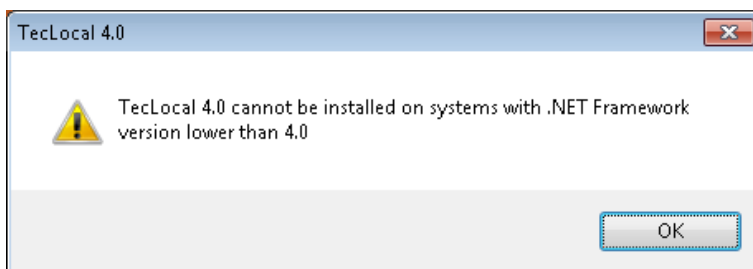 TecLocal 4.0
TecLocal 4.0 cannot be installed on systems with .NET Framework
version lower than 4.0
OK